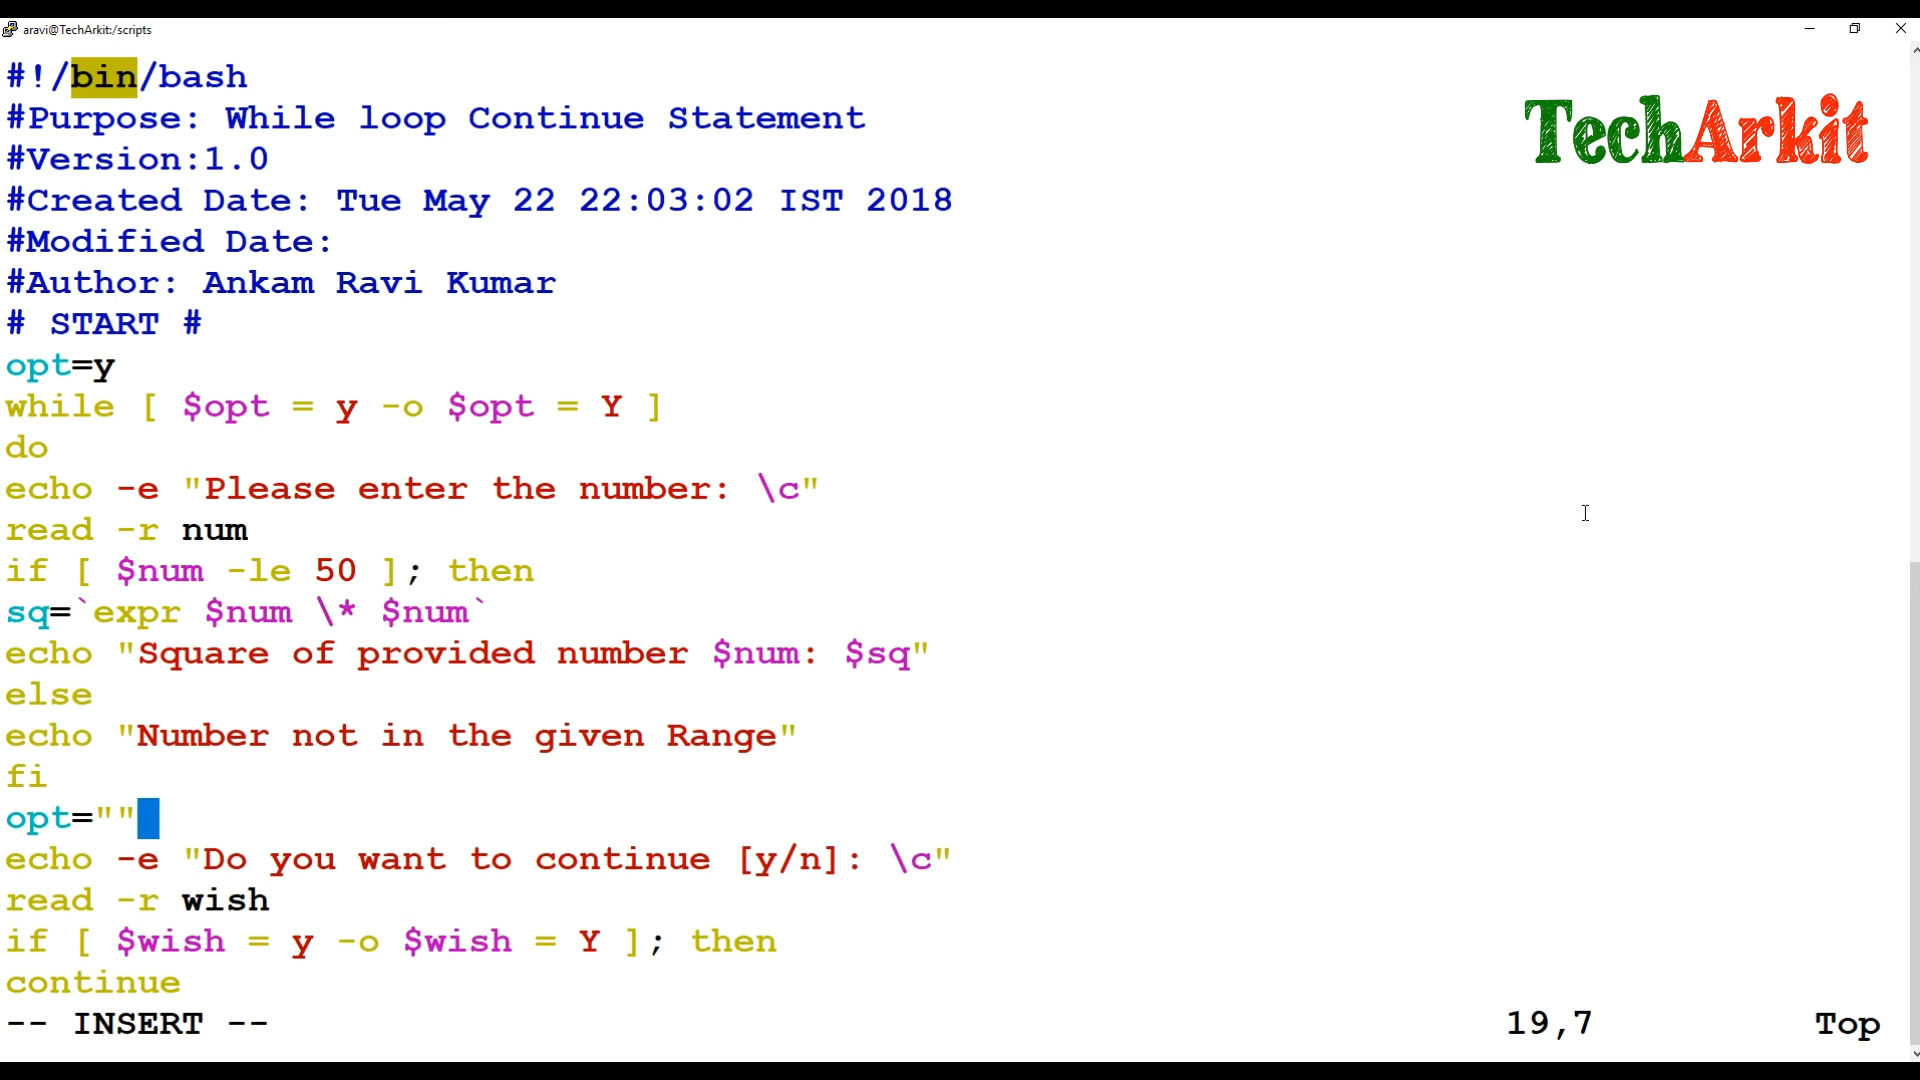 aravi@TechArkit:/scripts
#!/bin/bash
#Purpose: While loop Continue Statement
#Version:1.0
#Created Date: Tue May 22 22:03:02 IST 2018
#Modified Date:
#Author: Ankam Ravi Kumar
# START #
opt=y
while [ $opt = y -o $opt = Y ]
do
echo -e "Please enter the number: \c"
read -r num
if [ $num -le 50 ]; then
sq=`expr $num \* $num`
echo "Square of provided number $num: $sq"
else
echo "Number not in the given Range"
fi
opt=""
echo -e "Do you want to continue [y/n]: \c"
read -r wish
if [ $wish = y -o $wish = Y ]; then
continue
-- INSERT -- 19,7 Top
TechArkit